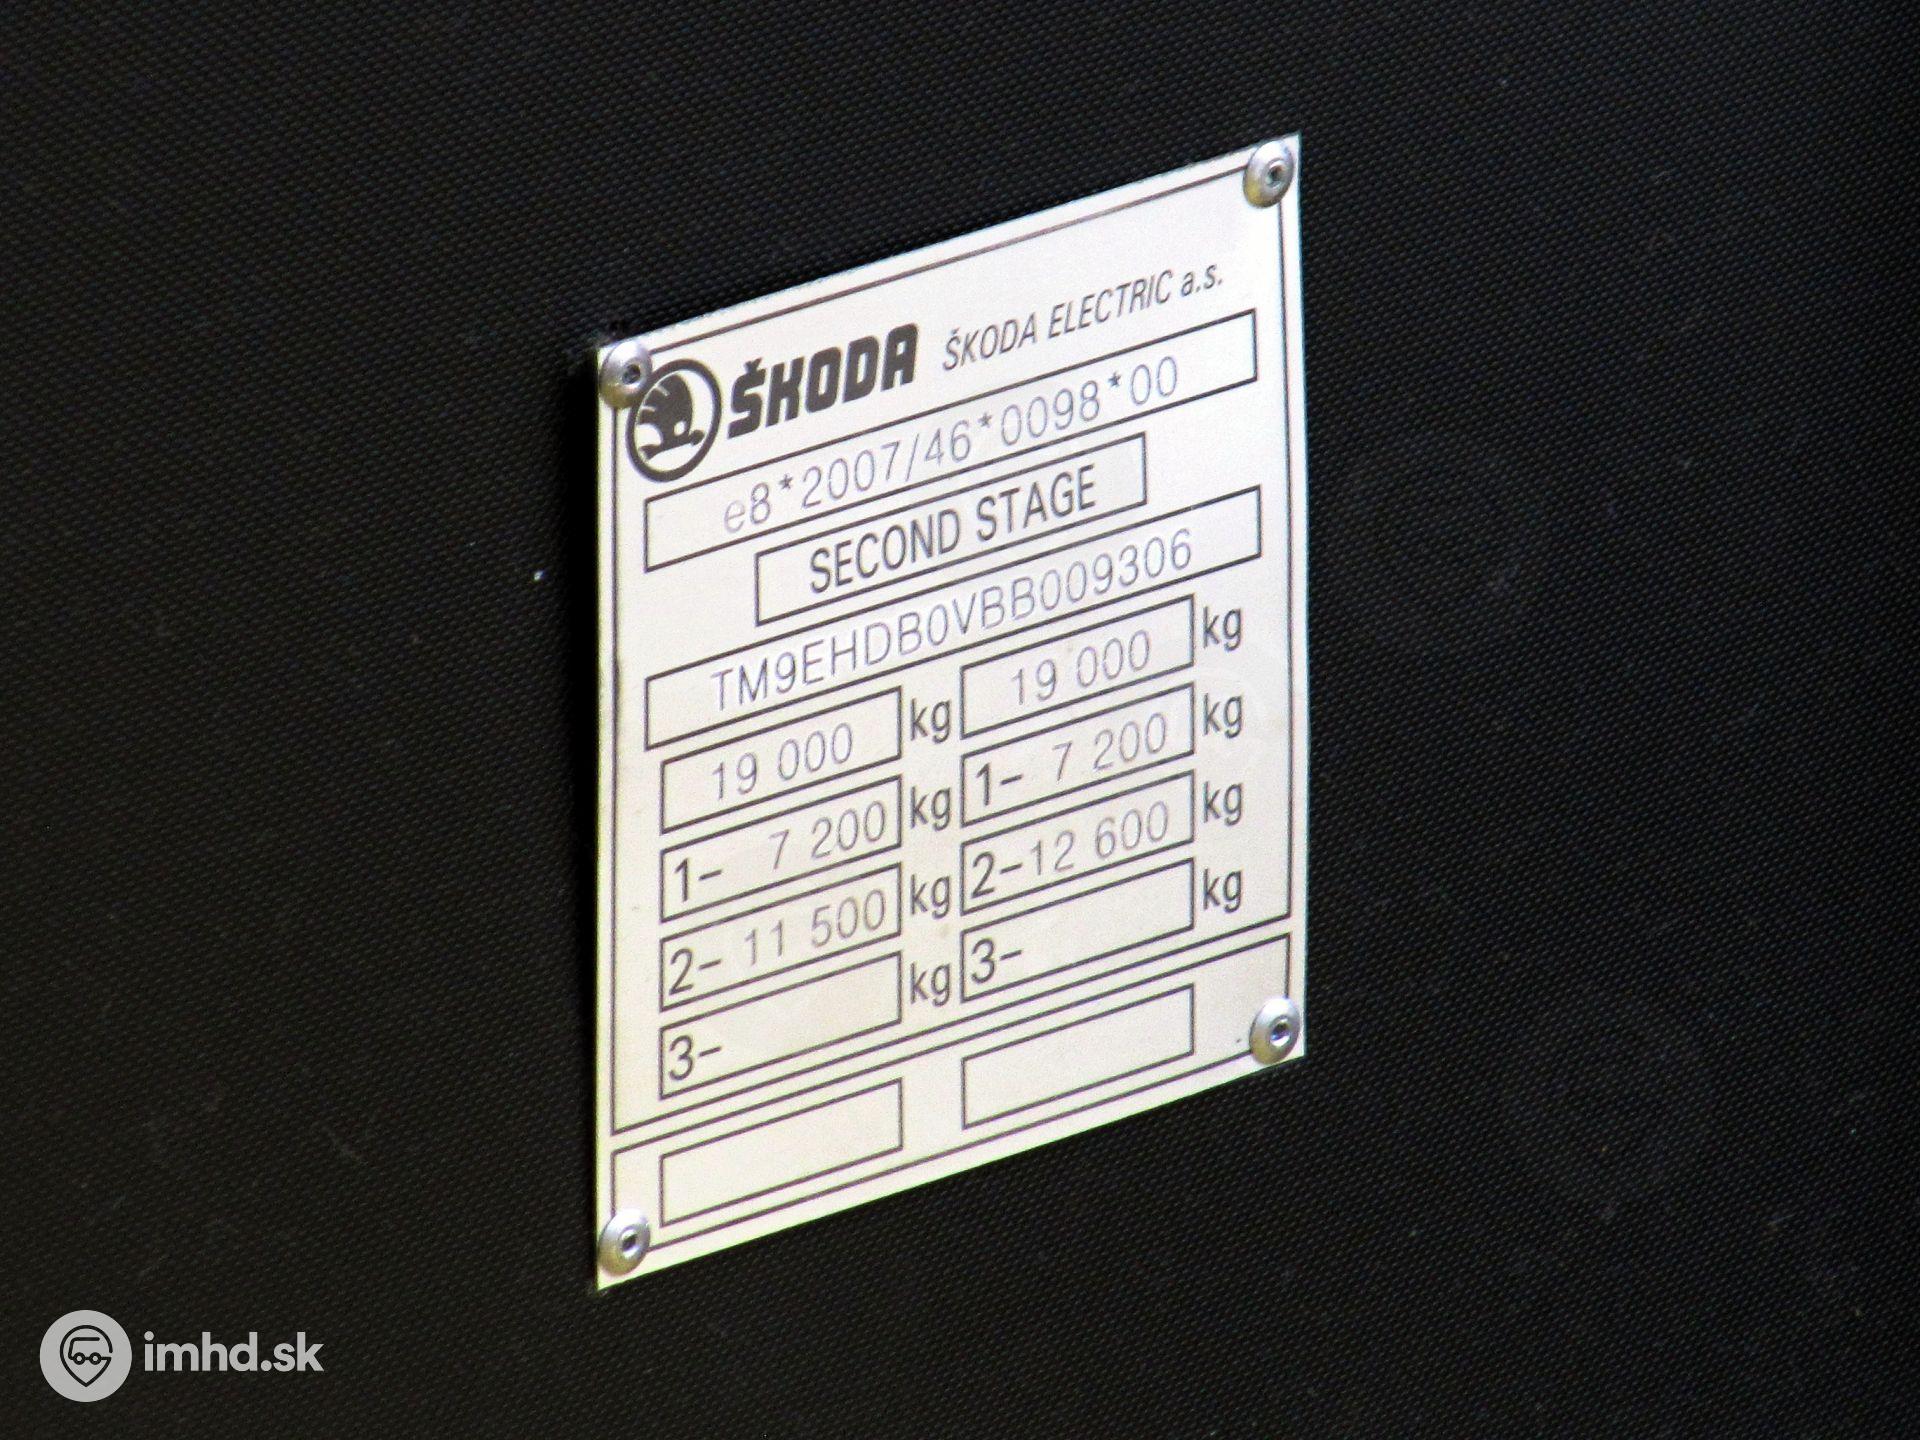 ŠKODA ŠKODA ELECTRIC a.s.
e8*2007/46*0098*00
SECOND STAGE
TM9EHDB0VBB009306
19 000 kg 19 000 kg
1- 7 200 kg 1- 7 200 kg
2- 11 500 kg 2- 12 600 kg
3- kg 3- kg
imhd.sk